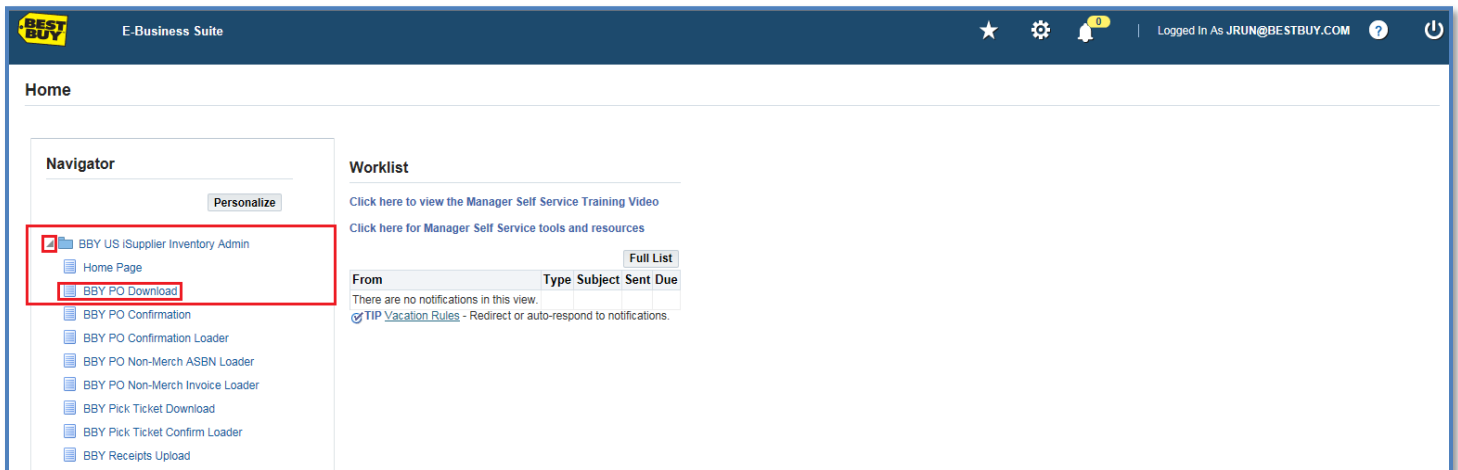 BEST
BUY
E-Business Suite
0
Logged In As JRUN@BESTBUY.COM
?
Home
Navigator
Personalize
BBY US iSupplier Inventory Admin
Home Page
BBY PO Download
BBY PO Confirmation
BBY PO Confirmation Loader
BBY PO Non-Merch ASBN Loader
BBY PO Non-Merch Invoice Loader
BBY Pick Ticket Download
BBY Pick Ticket Confirm Loader
BBY Receipts Upload
Worklist
Click here to view the Manager Self Service Training Video
Click here for Manager Self Service tools and resources
Full List
From Type Subject Sent Due
There are no notifications in this view.
TIP Vacation Rules - Redirect or auto-respond to notifications.